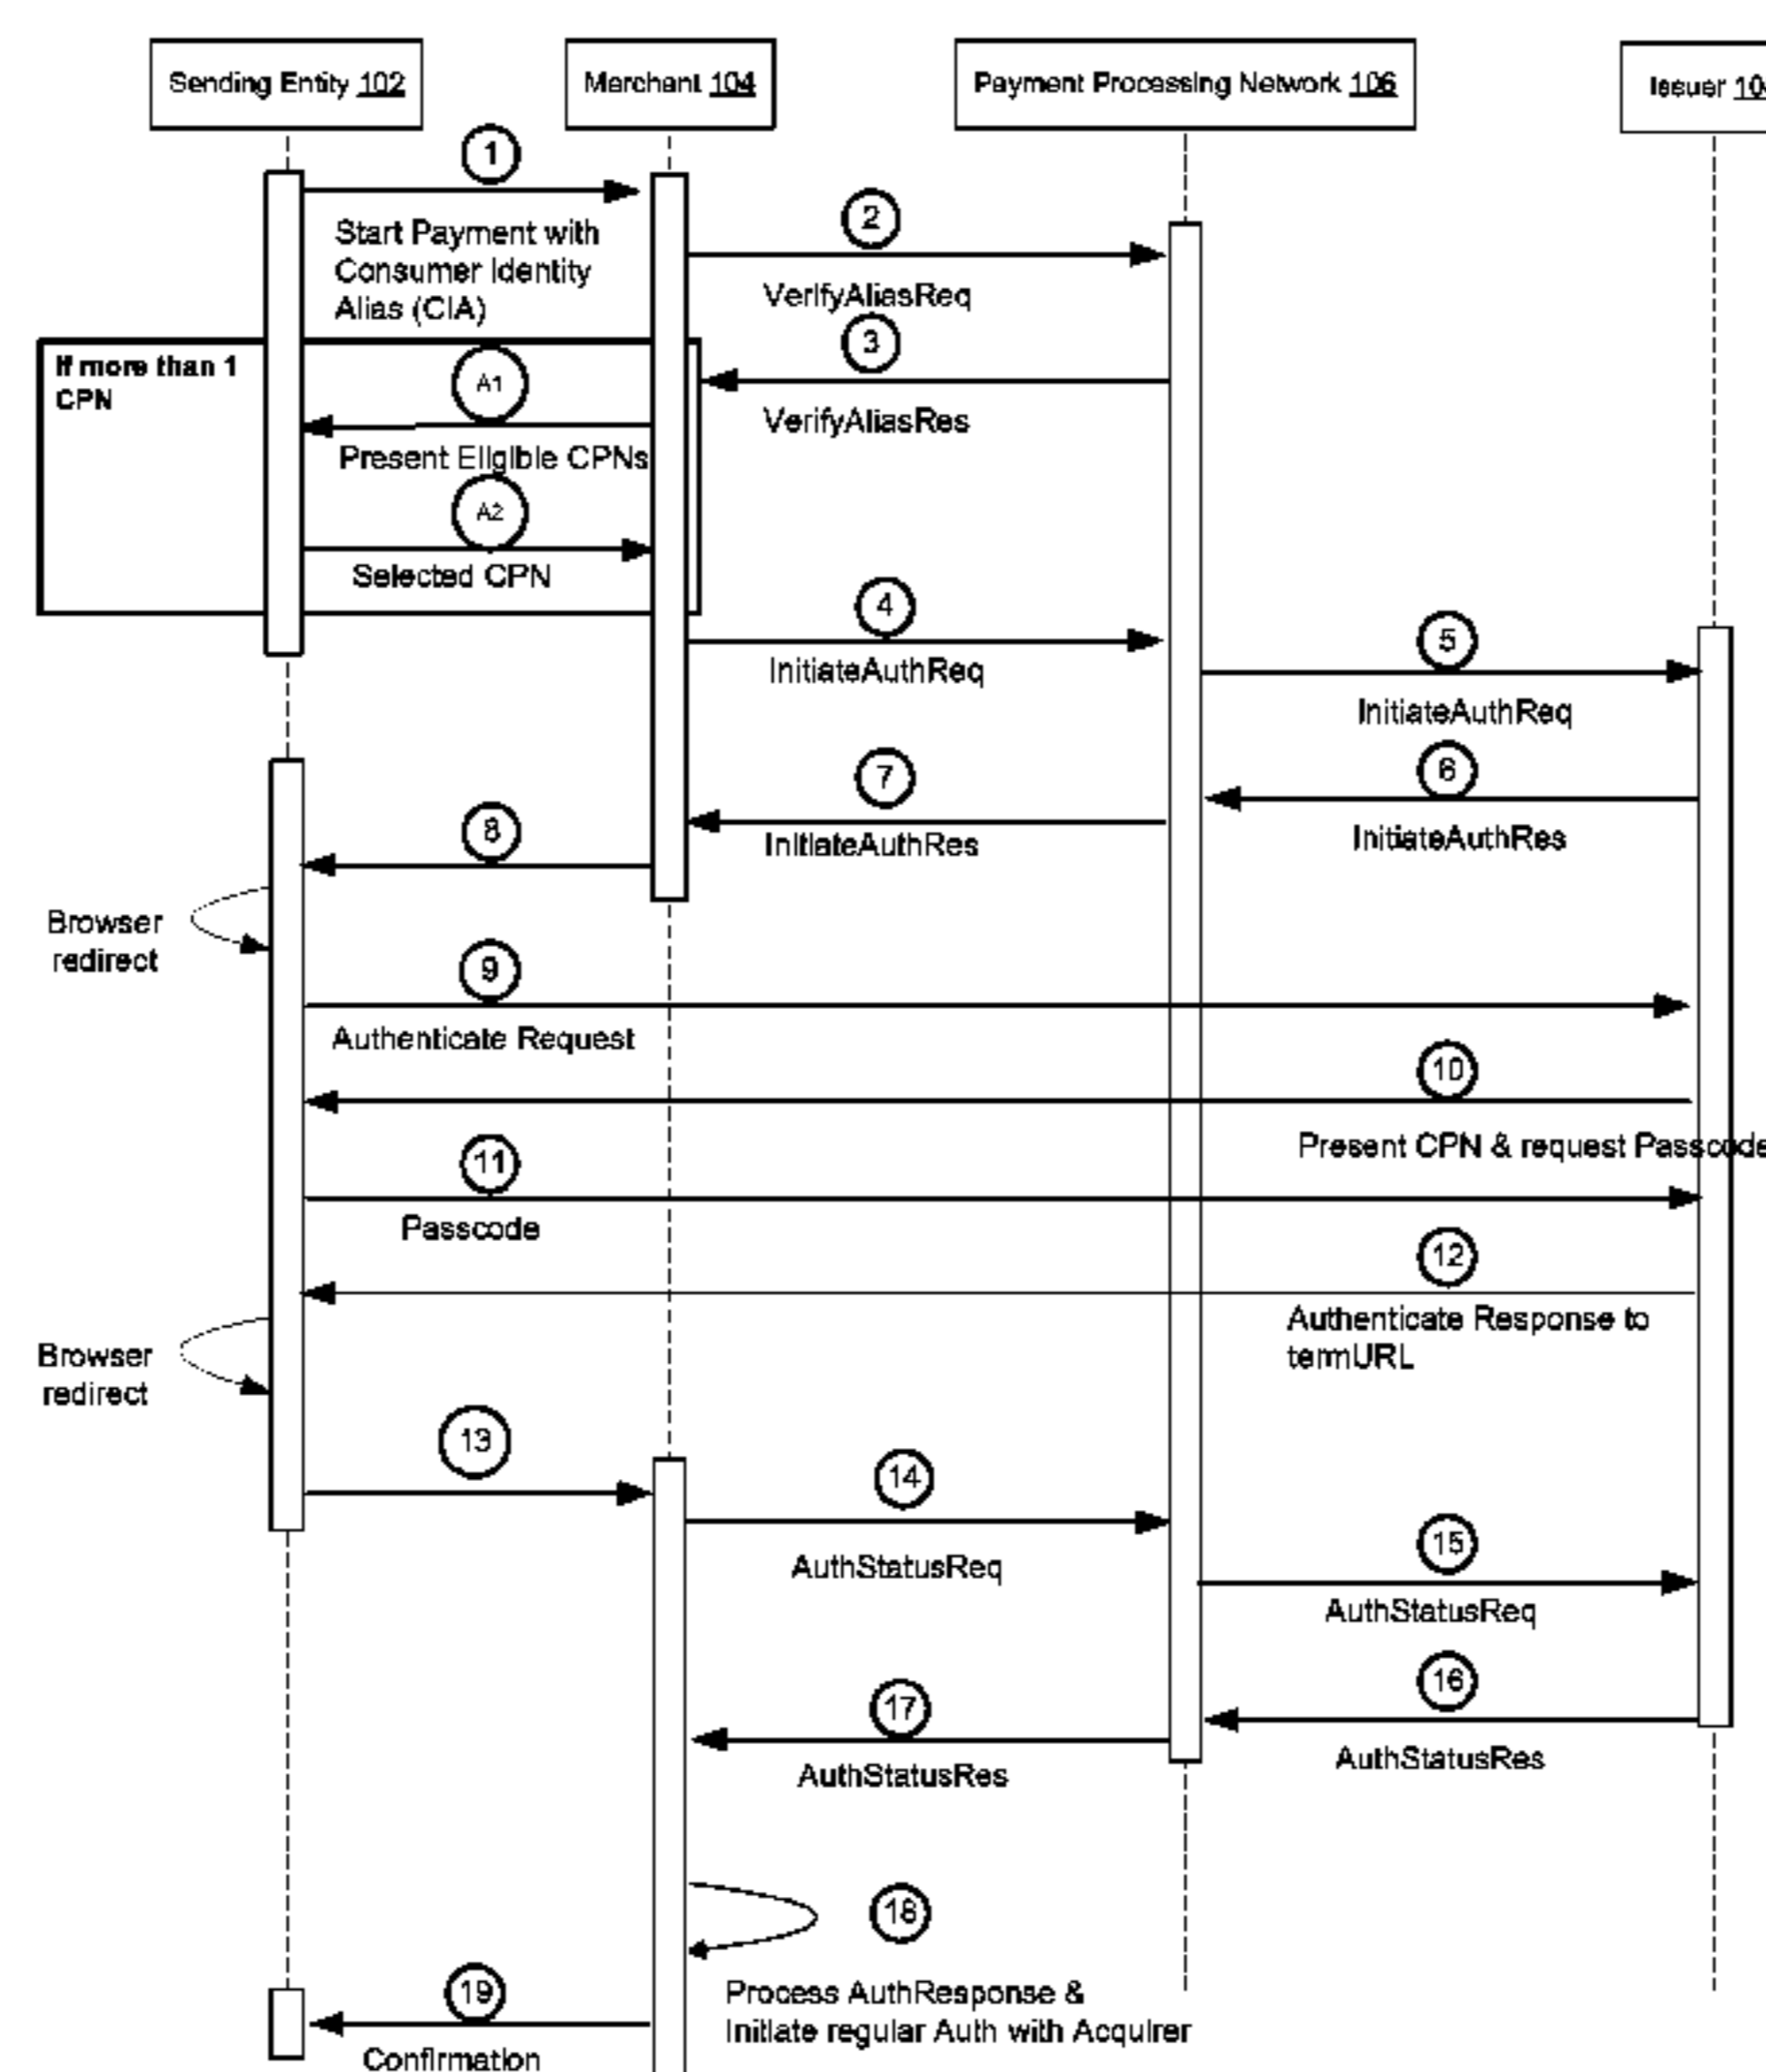 Sending Entity 102
Merchant 104
Payment Processing Network 106
Issuer
1
Start Payment with
Consumer Identity
Alias (CIA)
2
VerifyAliasReq
3
VerifyAliasRes
If more than 1
CPN
A1
Present Eligible CPNs
A2
Selected CPN
4
InitiateAuthReq
5
InitiateAuthReq
6
InitiateAuthRes
7
InitiateAuthRes
8
Browser
redirect
9
Authenticate Request
10
Present CPN & request Passcode
11
Passcode
12
Authenticate Response to
termURL
Browser
redirect
13
14
AuthStatusReq
15
AuthStatusReq
16
AuthStatusRes
17
AuthStatusRes
18
Process AuthResponse &
Initiate regular Auth with Acquirer
19
Confirmation